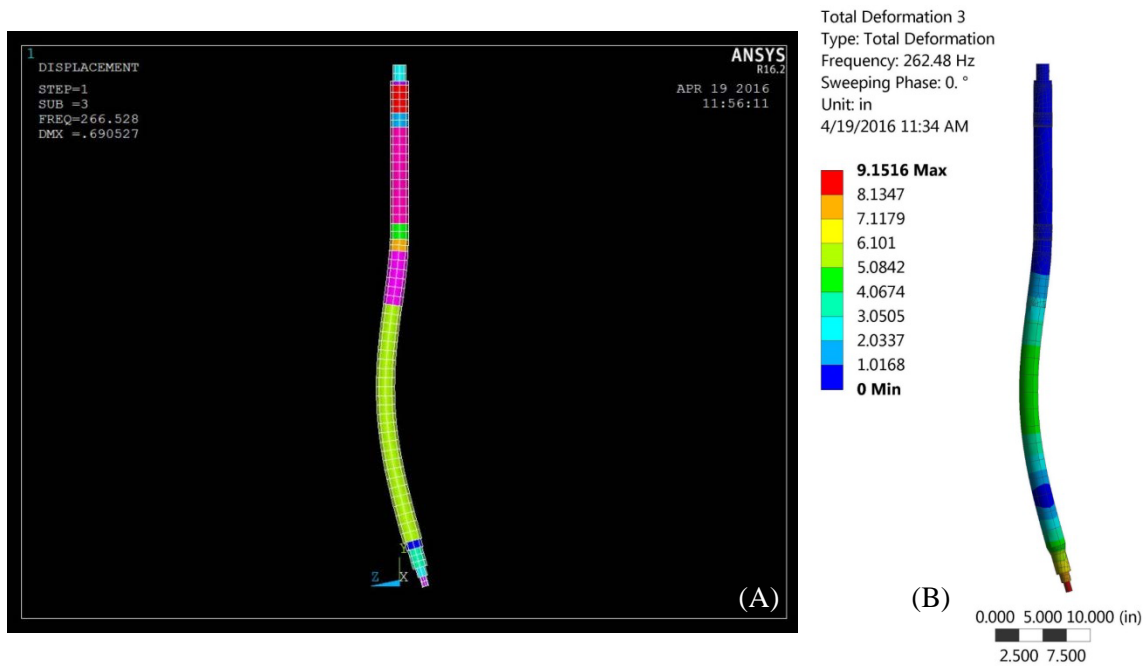 1
DISPLACEMENT
STEP=1
SUB =3
FREQ=266.528
DMX =.690527
ANSYS
R16.2
APR 19 2016
11:56:11
Y
Z
X
(A)
Total Deformation 3
Type: Total Deformation
Frequency: 262.48 Hz
Sweeping Phase: 0. °
Unit: in
4/19/2016 11:34 AM
9.1516 Max
8.1347
7.1179
6.101
5.0842
4.0674
3.0505
2.0337
1.0168
0 Min
(B)
0.000 5.000 10.000 (in)
2.500 7.500